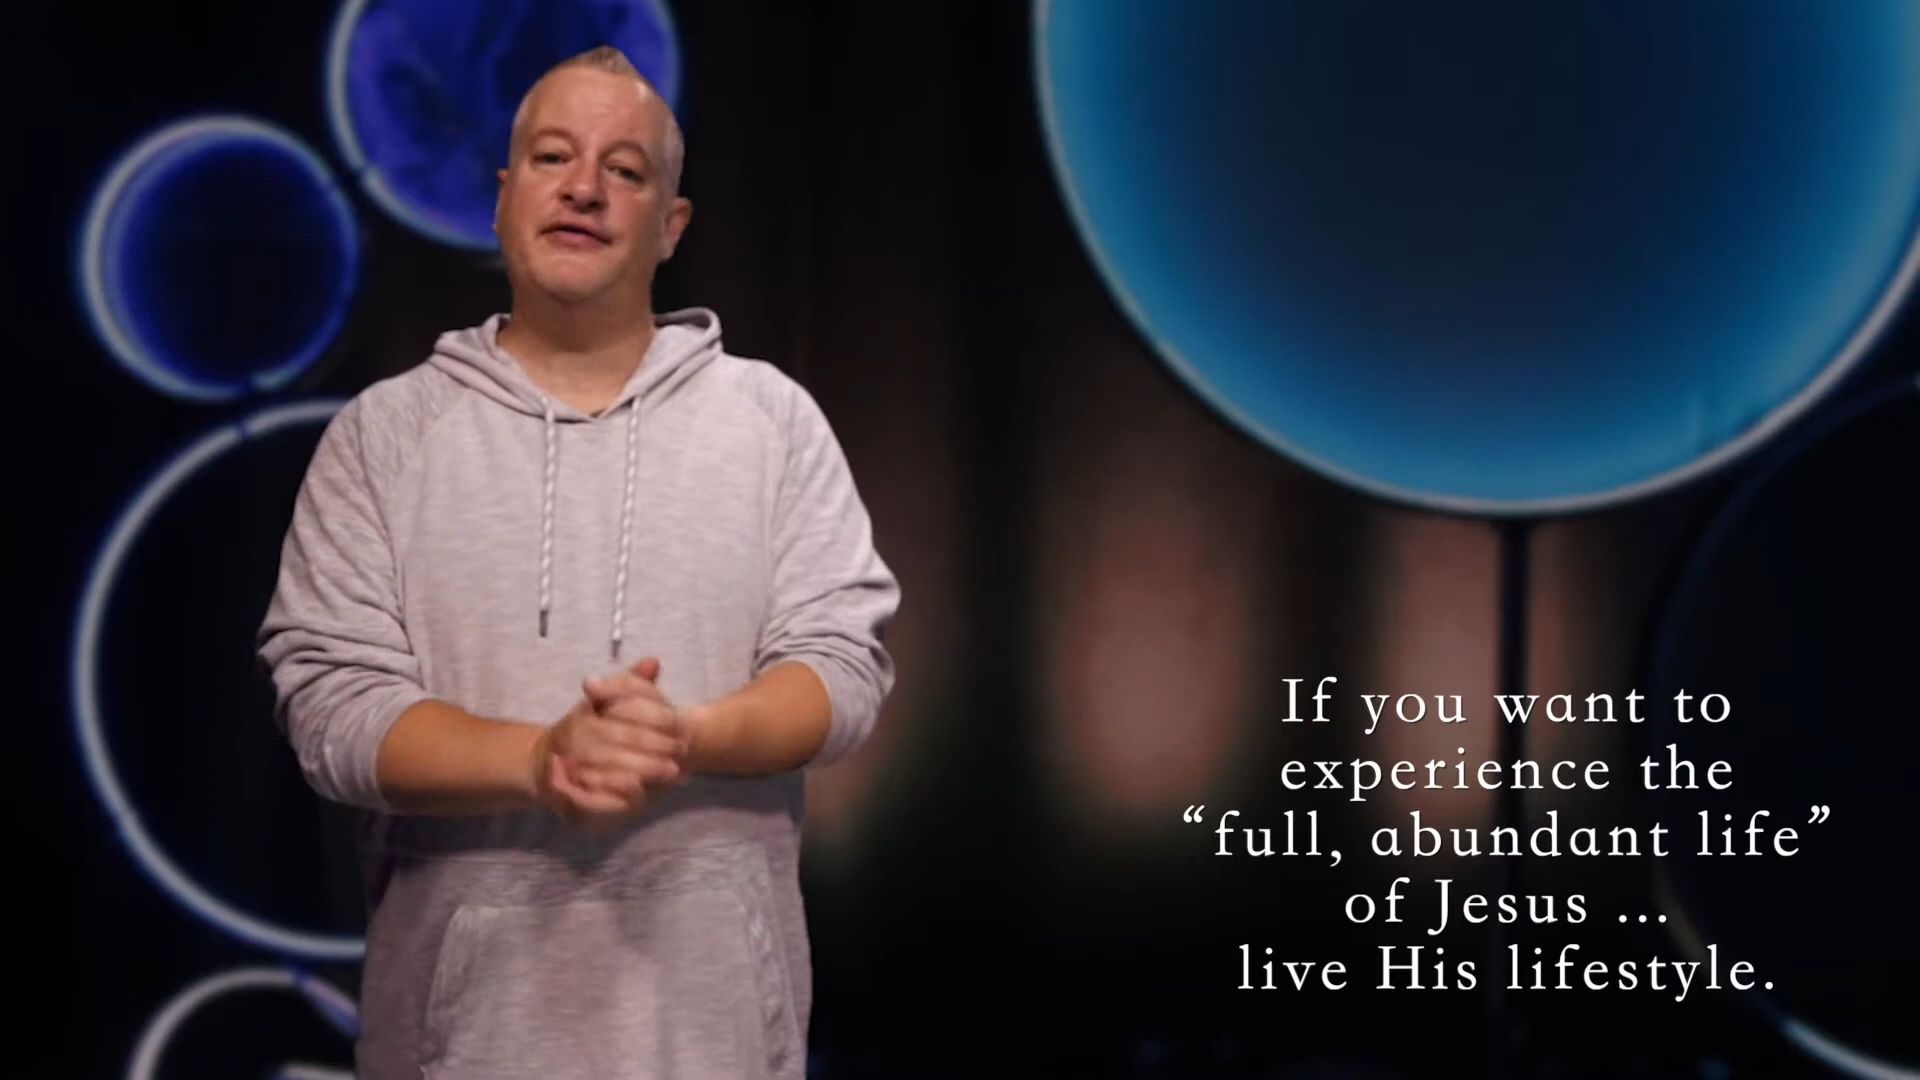 If you want to
experience the
“full, abundant life”
of Jesus ...
live His lifestyle.